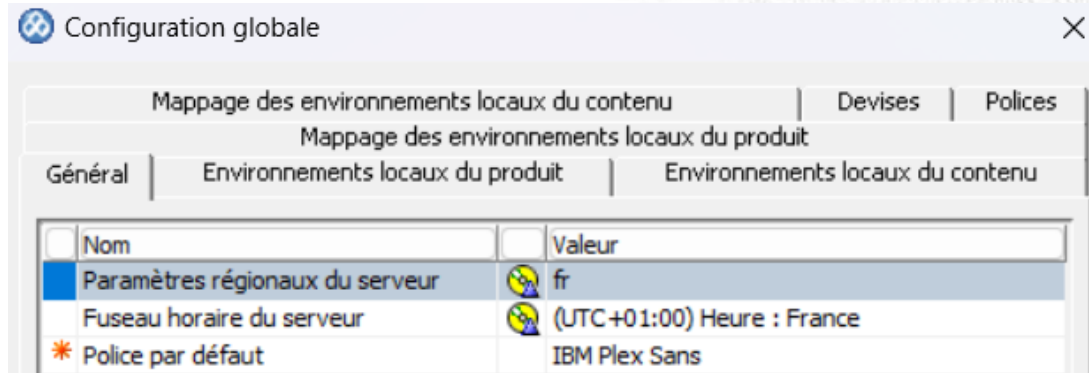 Configuration globale
Mappage des environnements locaux du contenu Devises Polices
Mappage des environnements locaux du produit
Général Environnements locaux du produit Environnements locaux du contenu
Nom Valeur
Paramètres régionaux du serveur fr
Fuseau horaire du serveur (UTC+01:00) Heure : France
* Police par défaut IBM Plex Sans